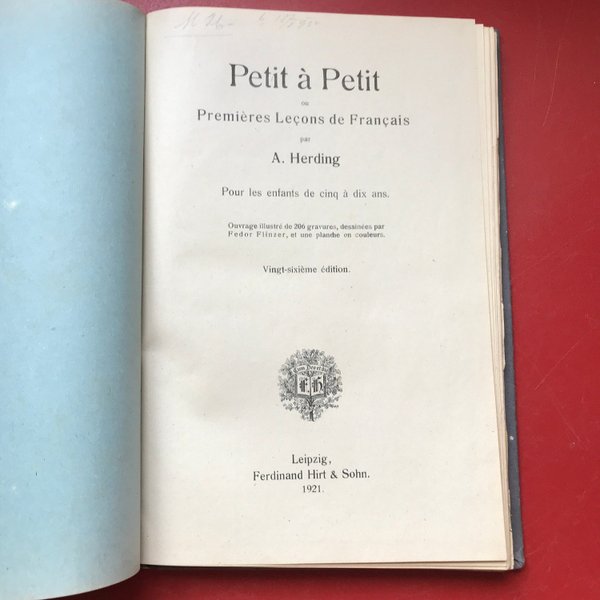 Petit à Petit
ou
Premières Leçons de Français
par
A. Herding
Pour les enfants de cinq à dix ans.
Ouvrage illustré de 206 gravures, dessinées par
Fedor Flinzer, et une planche en couleurs.
Vingt-sixième édition.
F. H.
Leipzig,
Ferdinand Hirt & Sohn.
1921.